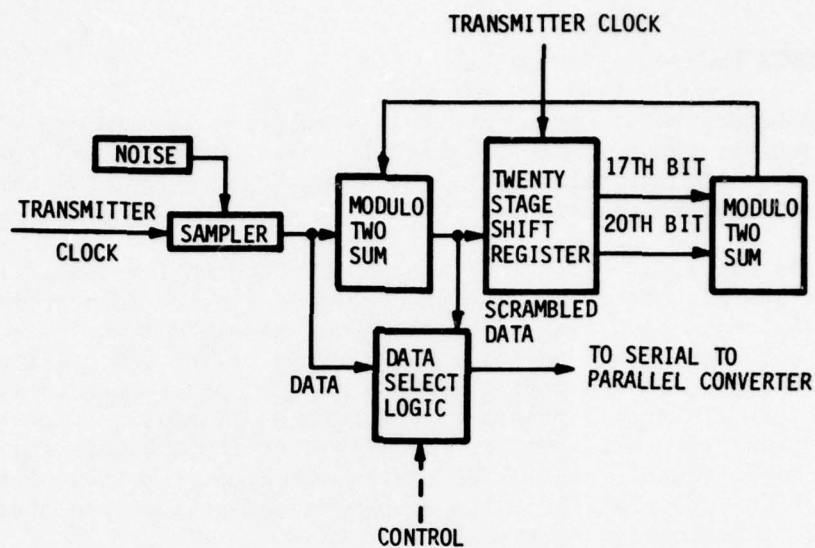 TRANSMITTER CLOCK
NOISE
TRANSMITTER
CLOCK
SAMPLER
MODULO
TWO
SUM
TWENTY
STAGE
SHIFT
REGISTER
17TH BIT
20TH BIT
MODULO
TWO
SUM
SCRAMBLED
DATA
DATA
DATA
SELECT
LOGIC
TO SERIAL TO
PARALLEL CONVERTER
CONTROL